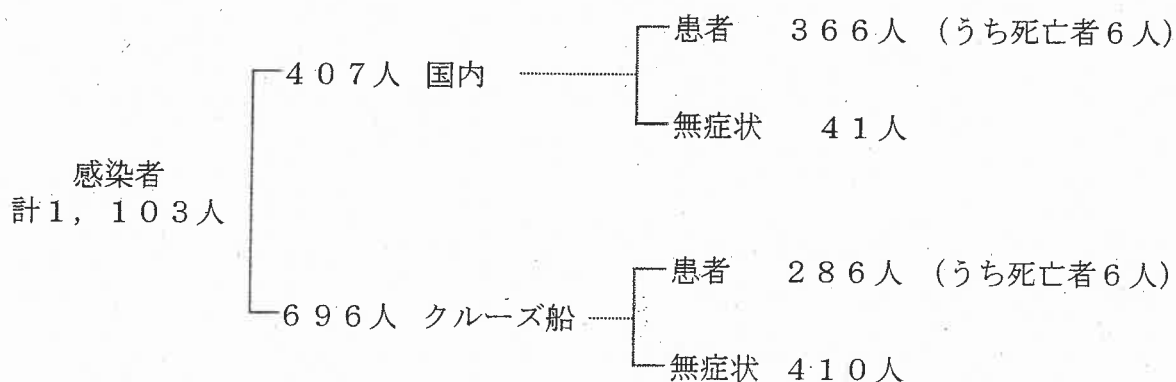 患者 366人 (うち死亡者6人)
407人 国内
無症状 41人
感染者
計1,103人
患者 286人 (うち死亡者6人)
696人 クルーズ船
無症状 410人